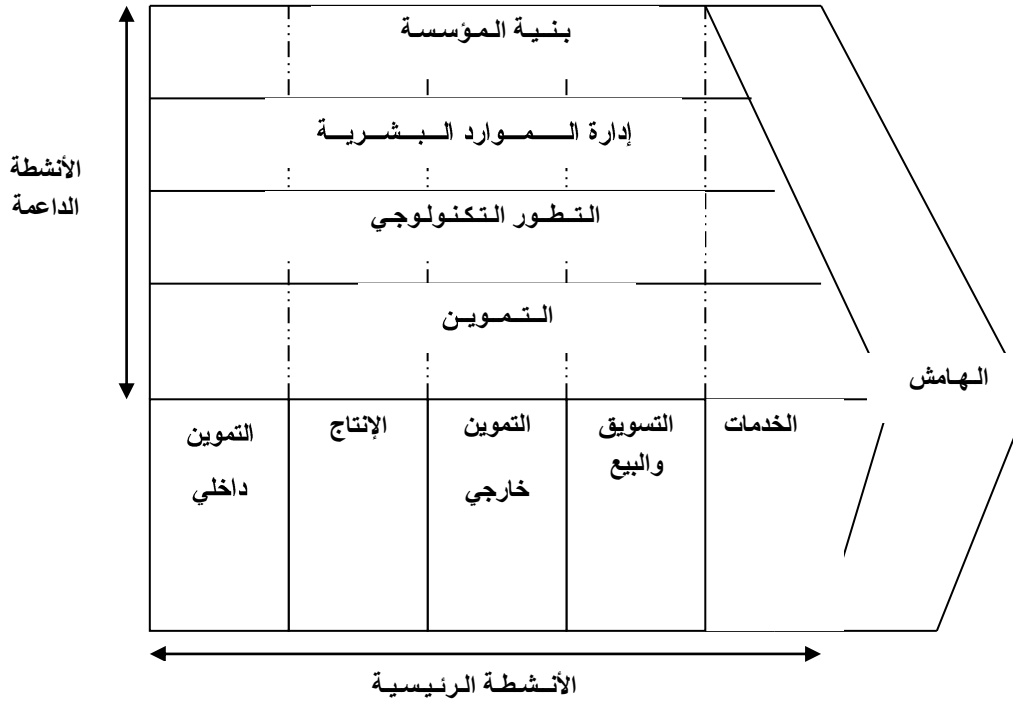 بنية المؤسسة
إدارة الموارد البشرية
التطور التكنولوجي
التموين
الأنشطة
الداعمة
الهامش
التموين
داخلي
الإنتاج
التموين
خارجي
التسويق
والبيع
الخدمات
الأنشطة الرئيسية